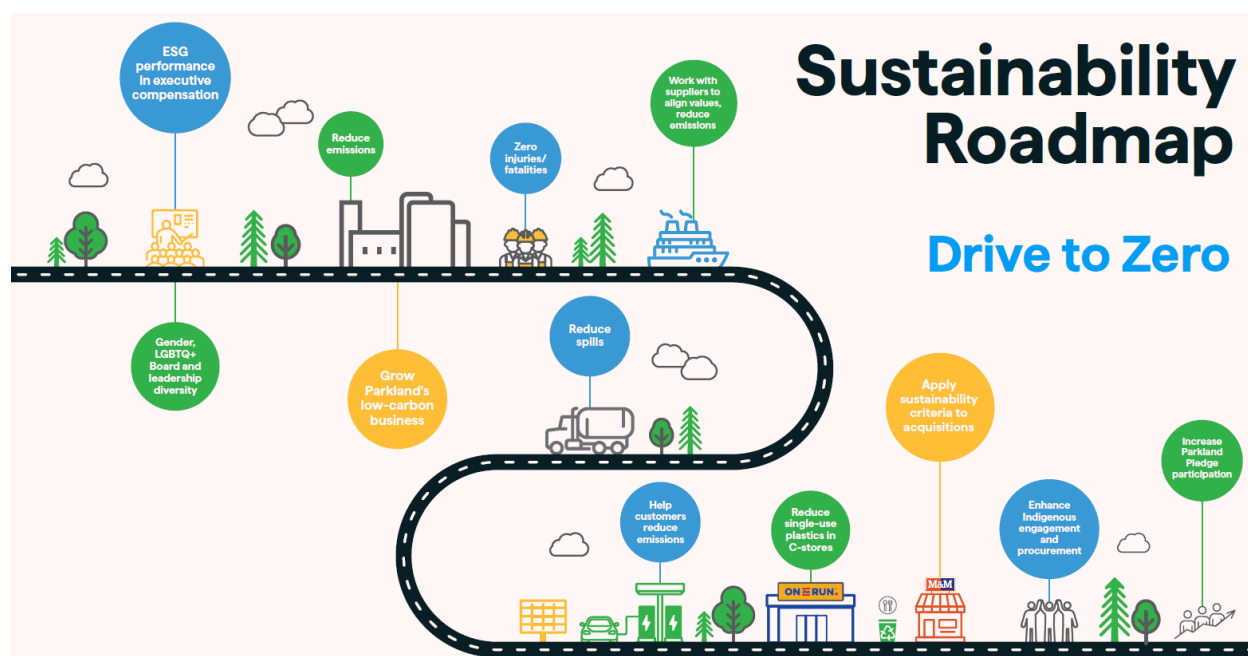 Sustainability
Roadmap
Drive to Zero
ESG
performance
in executive
compensation
Reduce
emissions
Zero
injuries/
fatalities
Work with
suppliers to
align values,
reduce
emissions
Gender,
LGBTQ+
Board and
leadership
diversity
Grow
Parkland's
low-carbon
business
Reduce
spills
Help
customers
reduce
emissions
Reduce
single-use
plastics in
C-stores
Apply
sustainability
criteria to
acquisitions
Enhance
Indigenous
engagement
and
procurement
Increase
Parkland
Pledge
participation
ON RUN
M&M